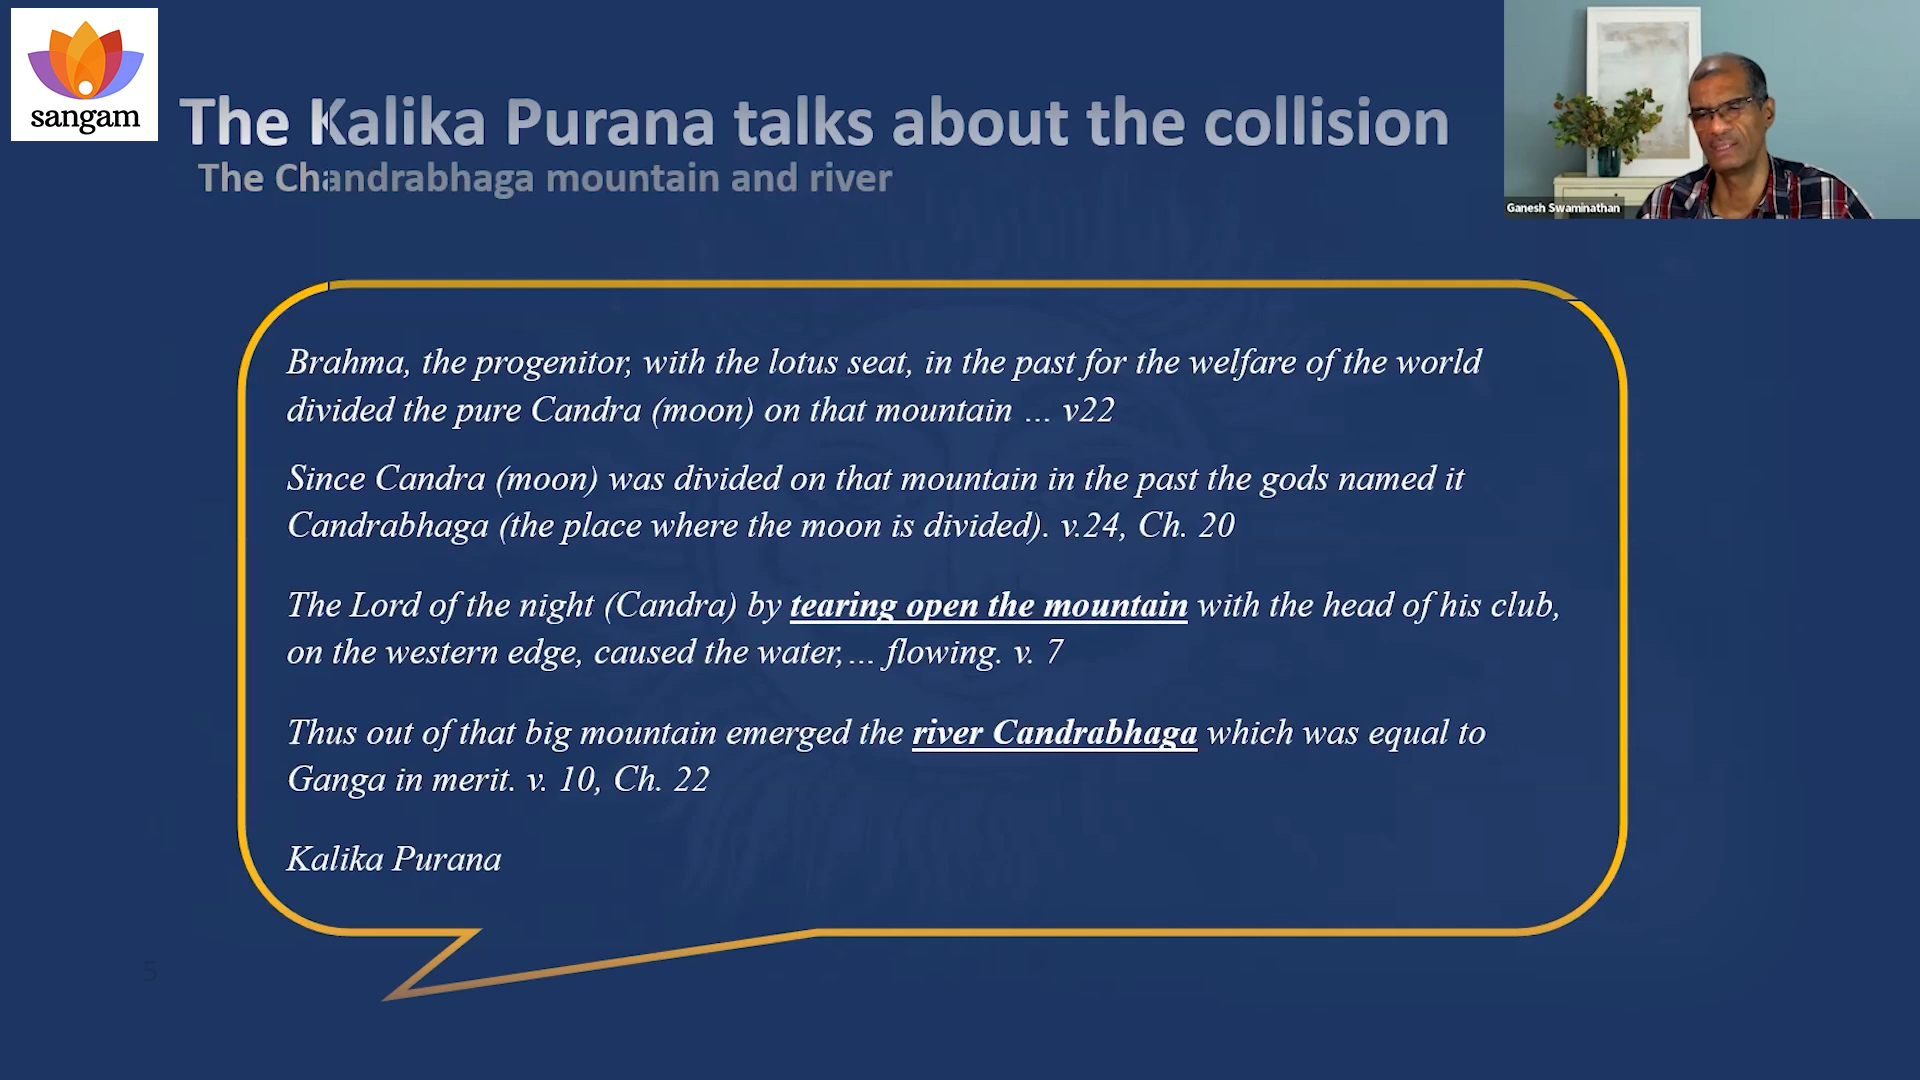 sangam
The Kalika Purana talks about the collision
The Chandrabhaga mountain and river
Ganesh Swaminathan
Brahma, the progenitor, with the lotus seat, in the past for the welfare of the world
divided the pure Candra (moon) on that mountain … v22
Since Candra (moon) was divided on that mountain in the past the gods named it
Candrabhaga (the place where the moon is divided). v.24, Ch. 20
The Lord of the night (Candra) by tearing open the mountain with the head of his club,
on the western edge, caused the water,… flowing. v. 7
Thus out of that big mountain emerged the river Candrabhaga which was equal to
Ganga in merit. v. 10, Ch. 22
Kalika Purana
5